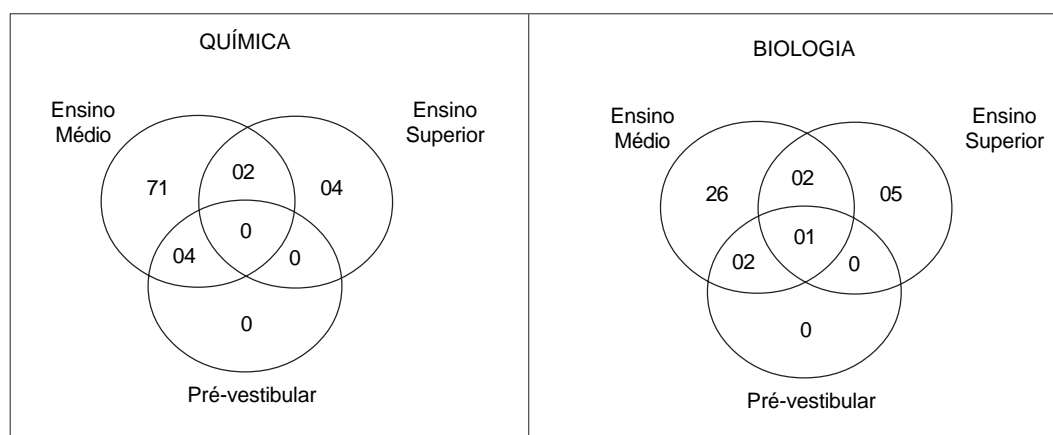 QUÍMICA
Ensino
Médio
Ensino
Superior
71
02
04
0
04
0
0
Pré-vestibular
BIOLOGIA
Ensino
Médio
Ensino
Superior
26
02
05
01
02
0
0
Pré-vestibular